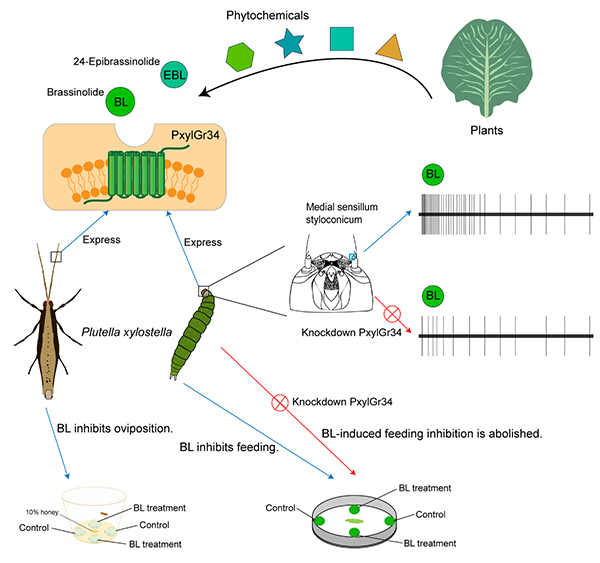 Phytochemicals
24-Epibrassinolide
EBL
Brassinolide
BL
Plants
PxylGr34
BL
Medial sensillum
styloconicum
Express
Express
BL
Plutella xylostella
Knockdown PxylGr34
Knockdown PxylGr34
BL inhibits oviposition.
BL-induced feeding inhibition is abolished.
BL inhibits feeding.
BL treatment
10% honey
Control
Control
BL treatment
BL treatment
Control
Control
BL treatment